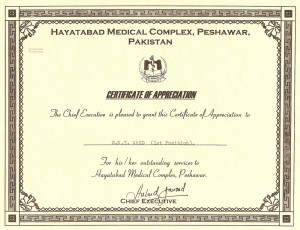 HAYATABAD MEDICAL COMPLEX, PESHAWAR,
PAKISTAN
CERTIFICATE OF APPRECIATION
The Chief Executive is pleased to grant this Certificate of Appreciation to
WARD (1st Position).
For his/her outstanding services to
Hayatabad Medical Complex, Peshawar.
CHIEF EXECUTIVE